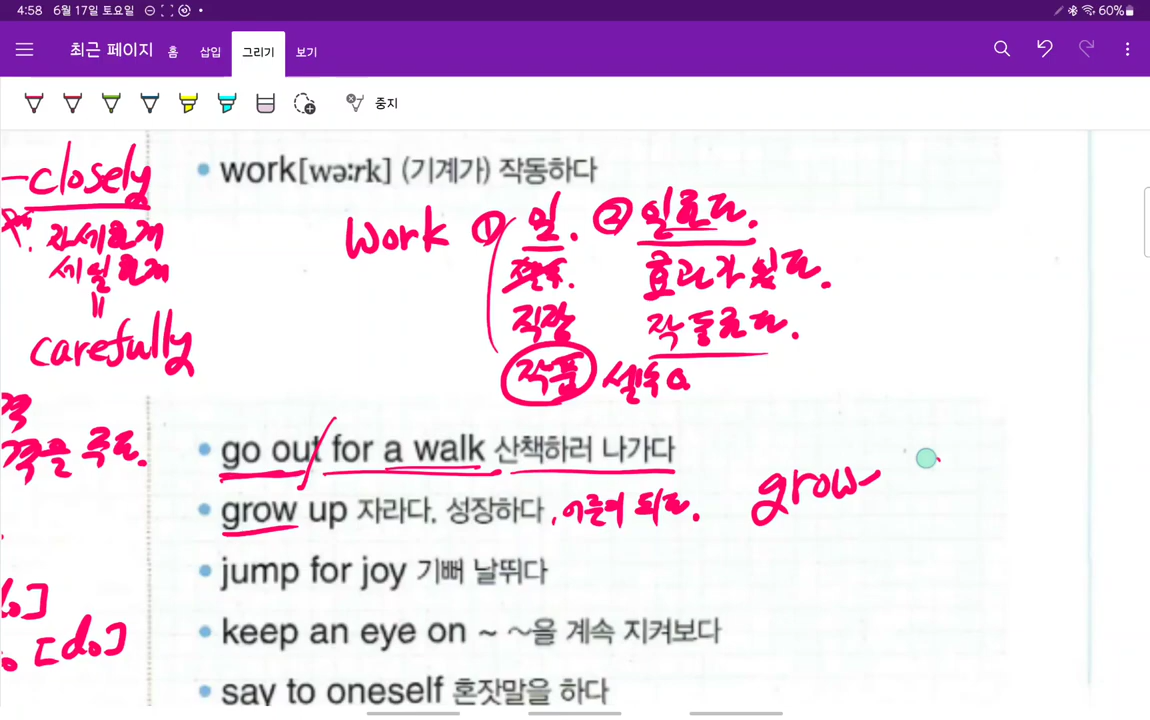 4:58 6월 17일 토요일 60%
최근 페이지 홈 삽입 그리기 보기
중지
work[wə:rk] (기계가) 작동하다
closely
자세하게
세밀하게
=
carefully
work ① 일. ② 일하다.
효과가 있다.
직장 작동하다.
작품
go out for a walk 산책하러 나가다
grow up 자라다, 성장하다, 어른이 되다. grow
jump for joy 기뻐 날뛰다
keep an eye on ~ ~을 계속 지켜보다
[do]
say to oneself 혼잣말을 하다